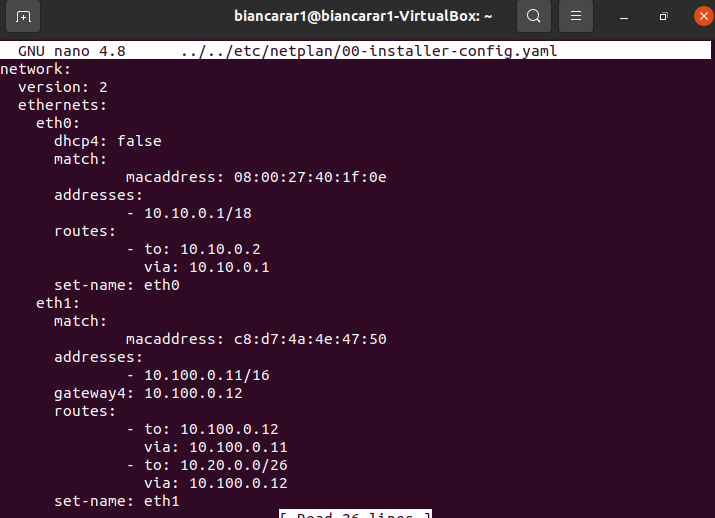 biancarar1@biancarar1-VirtualBox: ~
GNU nano 4.8      ../../etc/netplan/00-installer-config.yaml
network:
  version: 2
  ethernets:
    eth0:
      dhcp4: false
      match:
              macaddress: 08:00:27:40:1f:0e
      addresses:
              - 10.10.0.1/18
      routes:
              - to: 10.10.0.2
                via: 10.10.0.1
      set-name: eth0
    eth1:
      match:
              macaddress: c8:d7:4a:4e:47:50
      addresses:
              - 10.100.0.11/16
      gateway4: 10.100.0.12
      routes:
              - to: 10.100.0.12
                via: 10.100.0.11
              - to: 10.20.0.0/26
                via: 10.100.0.12
      set-name: eth1
[ Read 26 lines ]